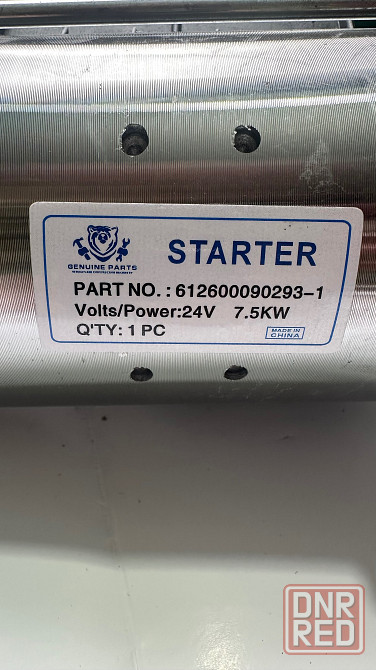 STARTER
GENUINE PARTS
PART NO. : 612600090293-1
Volts/Power:24V 7.5KW
Q'TY: 1 PC
MADE IN
CHINA
DNR
RED